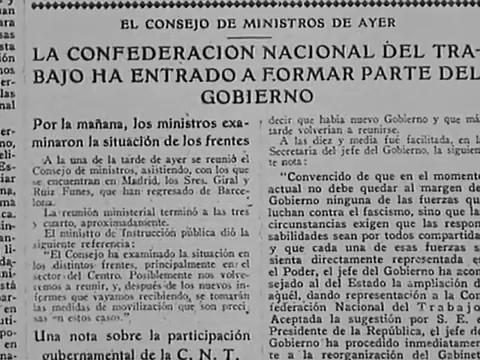 EL CONSEJO DE MINISTROS DE AYER
LA CONFEDERACION NACIONAL DEL TRA-
BAJO HA ENTRADO A FORMAR PARTE DEL
GOBIERNO
Por la mañana, los ministros exa-
minaron la situación de los frentes
A la una de la tarde de ayer se reunió el
Consejo de ministros, asistiendo, con los que
se encuentran en Madrid, los Sres. Giral y
Ruiz Funes, que han regresado de Barce-
lona.
La reunión ministerial terminó a las tres
y cuarto, aproximadamente.
El ministro de Instrucción pública dió la
siguiente referencia:
"El Consejo ha examinado la situación en
los distintos frentes, principalmente en el
sector del Centro. Posiblemente nos volve-
remos a reunir, y, después de los nuevos in-
formes que vayamos recibiendo, se tomarán
las medidas de movilización que son preci-
sas en estos casos."
Una nota sobre la participación
gubernamental de la C. N. T.
decir que había nuevo Gobierno y que más
tarde volverían a reunirse.
A las diez y media fué facilitada, en la
Secretaría del jefe del Gobierno, la siguien
te nota:
"Convencido de que en el momento
actual no debe quedar al margen de
Gobierno ninguna de las fuerzas qu
luchan contra el fascismo, sino que la
circunstancias exigen que las respon
sabilidades sean por todos compartida
y que cada una de esas fuerzas s
sienta directamente representada e
el Poder, el jefe del Gobierno ha acon
sejado al del Estado la ampliación d
aquél, dando representación a la Con
federación Nacional del Trabajo
Aceptada la sugestión por S. E. e
Presidente de la República, el jefe de
Gobierno ha procedido inmediatamen
te a la reorganización del Gabinet